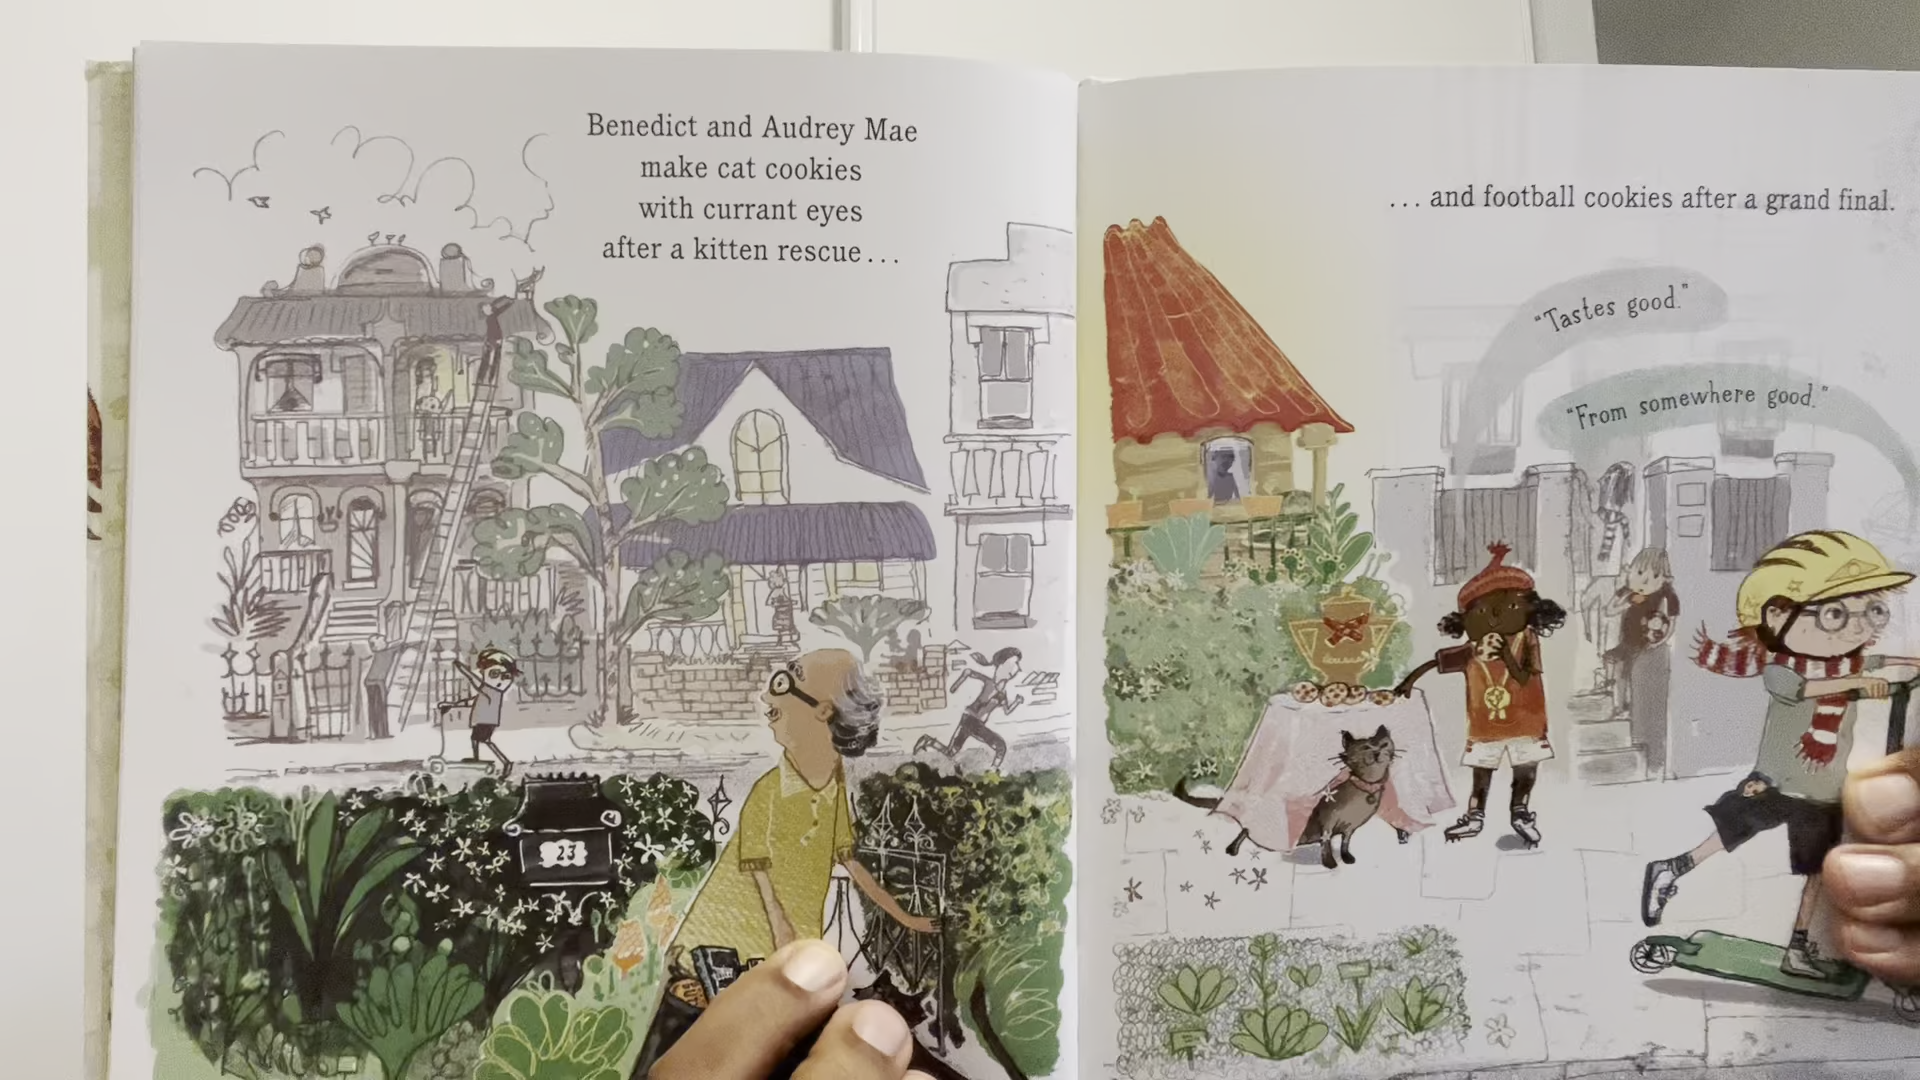 Benedict and Audrey Mae
make cat cookies
with currant eyes
after a kitten rescue...
23
... and football cookies after a grand final.
"Tastes good."
"From somewhere good."